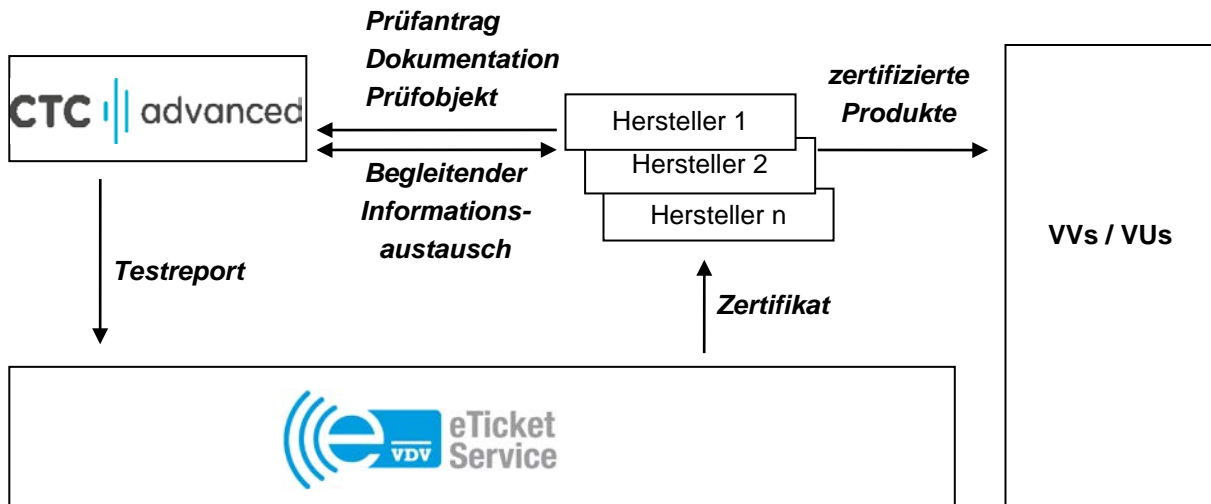 Prüfantrag
Dokumentation
Prüfobjekt
CTC advanced
zertifizierte
Produkte
Hersteller 1
Hersteller 2
Hersteller n
Begleitender
Informations-
austausch
VVs / VUs
Testreport
Zertifikat
e VDV eTicket
Service